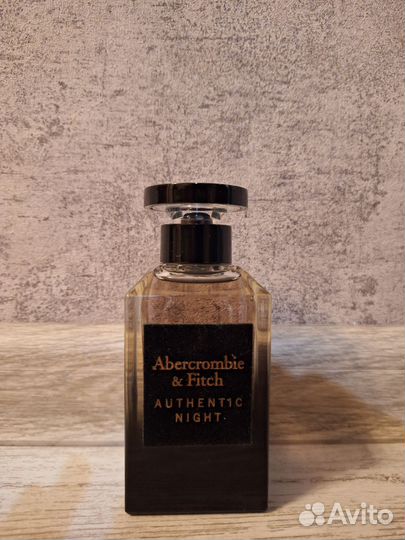 Abercrombie
& Fitch
AUTHENTIC
NIGHT
Avito